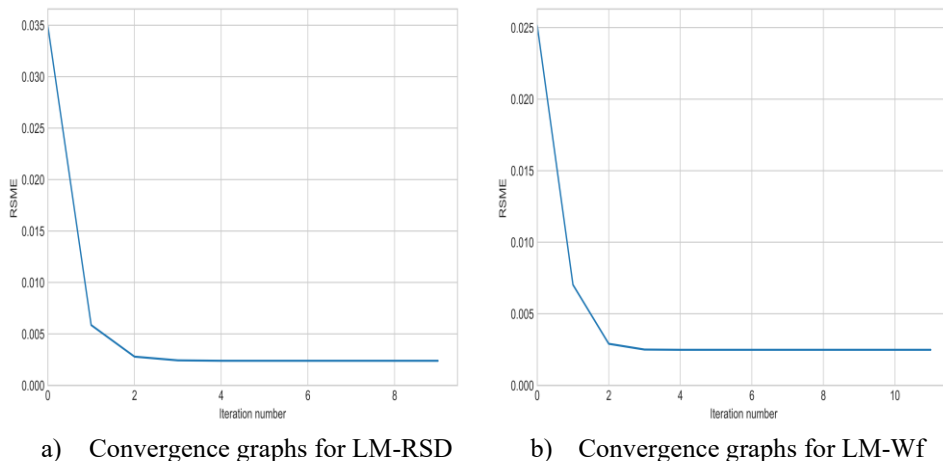 0.035
0.030
0.025
0.020
0.015
0.010
0.005
0.000
RSME
0 2 4 6 8
Iteration number
a) Convergence graphs for LM-RSD
0.025
0.020
0.015
0.010
0.005
0.000
RSME
0 2 4 6 8 10
Iteration number
b) Convergence graphs for LM-Wf